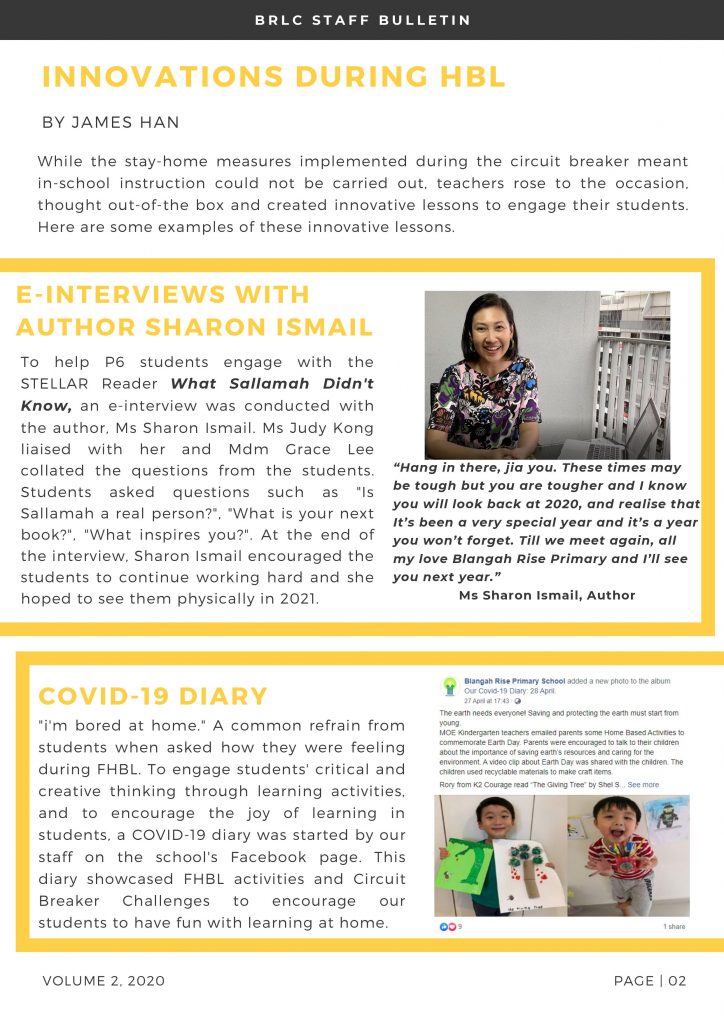 BRLC STAFF BULLETIN
INNOVATIONS DURING HBL
BY JAMES HAN
While the stay-home measures implemented during the circuit breaker meant
in-school instruction could not be carried out, teachers rose to the occasion,
thought out-of-the box and created innovative lessons to engage their students.
Here are some examples of these innovative lessons.
E-INTERVIEWS WITH
AUTHOR SHARON ISMAIL
To help P6 students engage with the
STELLAR Reader What Sallamah Didn't
Know, an e-interview was conducted with
the author, Ms Sharon Ismail. Ms Judy Kong
liaised with her and Mdm Grace Lee
collated the questions from the students.
Students asked questions such as "Is
Sallamah a real person?", "What is your next
book?", "What inspires you?". At the end of
the interview, Sharon Ismail encouraged the
students to continue working hard and she
hoped to see them physically in 2021.
“Hang in there, jia you. These times may
be tough but you are tougher and I know
you will look back at 2020, and realise that
It’s been a very special year and it’s a year
you won’t forget. Till we meet again, all
my love Blangah Rise Primary and I’ll see
you next year.”
Ms Sharon Ismail, Author
COVID-19 DIARY
"i'm bored at home." A common refrain from
students when asked how they were feeling
during FHBL. To engage students' critical and
creative thinking through learning activities,
and to encourage the joy of learning in
students, a COVID-19 diary was started by our
staff on the school's Facebook page. This
diary showcased FHBL activities and Circuit
Breaker Challenges to encourage our
students to have fun with learning at home.
Blangah Rise Primary School added a new photo to the album
Our Covid-19 Diary: 28 April.
27 April at 17:43
The earth needs everyone! Saving and protecting the earth must start from
young.
MOE Kindergarten teachers emailed parents some Home Based Activities to
commemorate Earth Day. Parents were encouraged to talk to their children
about the importance of saving earth's resources and caring for the
environment. A video clip about Earth Day was shared with the children. The
children used recyclable materials to make craft items.
Rory from K2 Courage read "The Giving Tree" by Shel S... See more
9
1 share
VOLUME 2, 2020
PAGE | 02